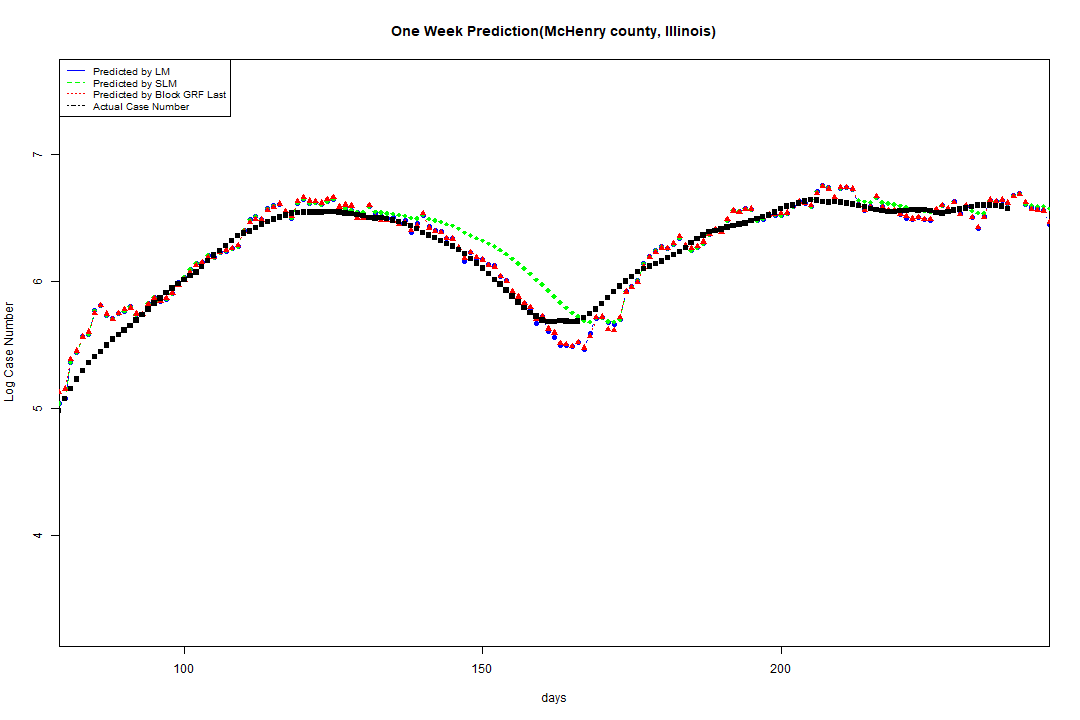 One Week Prediction(McHenry county, Illinois)
Predicted by LM
Predicted by SLM
Predicted by Block GRF Last
Actual Case Number
7
6
5
4
Log Case Number
100 150 200
days